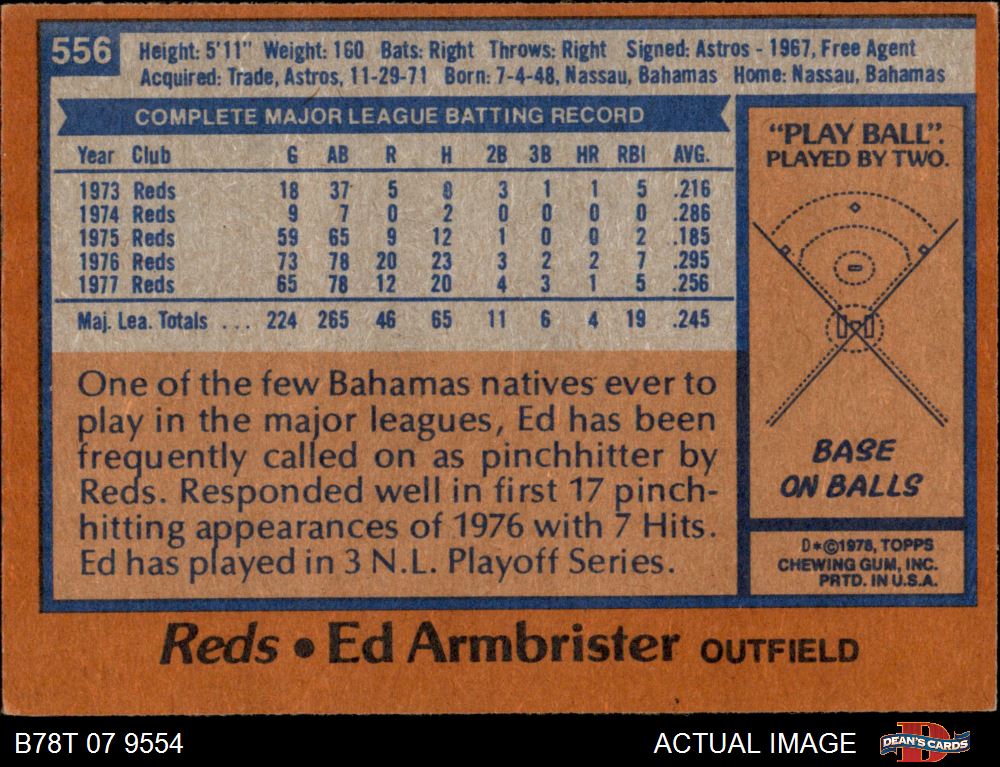 556
Height: 5'11" Weight: 160 Bats: Right Throws: Right Signed: Astros - 1967, Free Agent
Acquired: Trade, Astros, 11-29-71 Born: 7-4-48, Nassau, Bahamas Home: Nassau, Bahamas
COMPLETE MAJOR LEAGUE BATTING RECORD
Year Club G AB R H 2B 3B HR RBI AVG.
1973 Reds 18 37 5 8 3 1 1 5 .216
1974 Reds 9 7 0 2 0 0 0 0 .286
1975 Reds 59 65 9 12 1 0 0 2 .185
1976 Reds 73 78 20 23 3 2 2 7 .295
1977 Reds 65 78 12 20 4 3 1 5 .256
Maj. Lea. Totals ... 224 265 46 65 11 6 4 19 .245
One of the few Bahamas natives ever to
play in the major leagues, Ed has been
frequently called on as pinchhitter by
Reds. Responded well in first 17 pinch-
hitting appearances of 1976 with 7 Hits.
Ed has played in 3 N.L. Playoff Series.
"PLAY BALL".
PLAYED BY TWO.
BASE
ON BALLS
D*©1978, TOPPS
CHEWING GUM, INC.
PRTD. IN U.S.A.
Reds • Ed Armbrister OUTFIELD
B78T 07 9554
ACTUAL IMAGE
DEAN'S CARDS